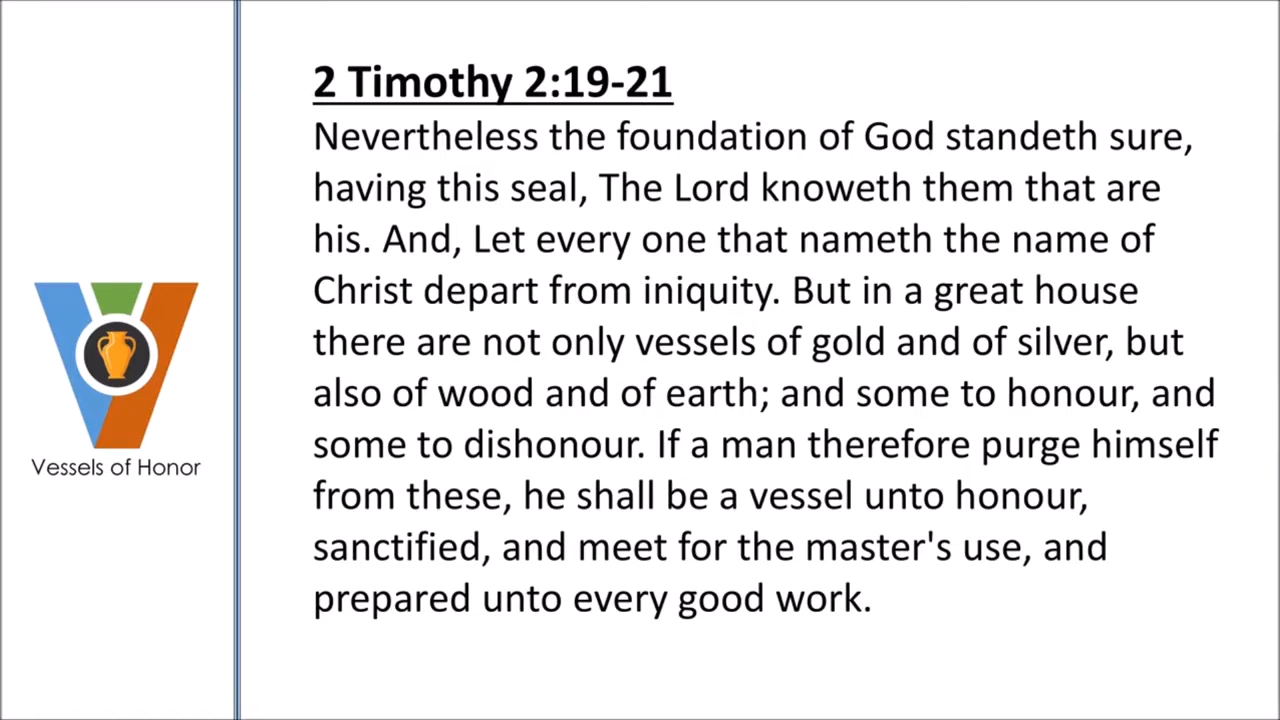 2 Timothy 2:19-21
Nevertheless the foundation of God standeth sure,
having this seal, The Lord knoweth them that are
his. And, Let every one that nameth the name of
Christ depart from iniquity. But in a great house
there are not only vessels of gold and of silver, but
also of wood and of earth; and some to honour, and
some to dishonour. If a man therefore purge himself
from these, he shall be a vessel unto honour,
sanctified, and meet for the master's use, and
prepared unto every good work.
Vessels of Honor